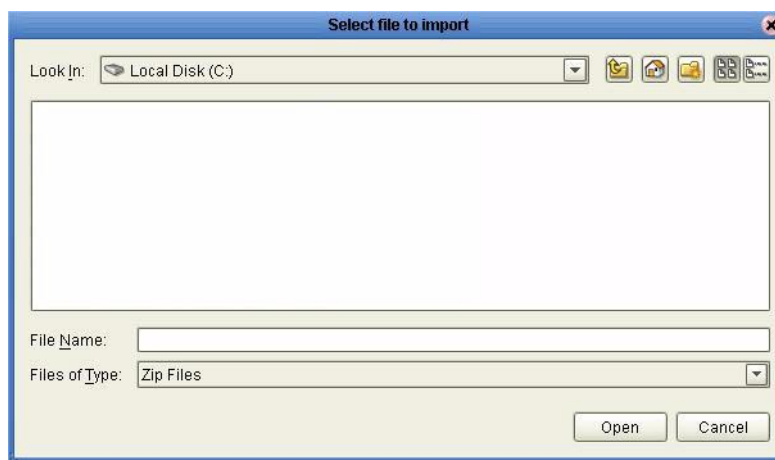 Select file to import
Look In: Local Disk (C:)
File Name:
Files of Type: Zip Files
Open Cancel